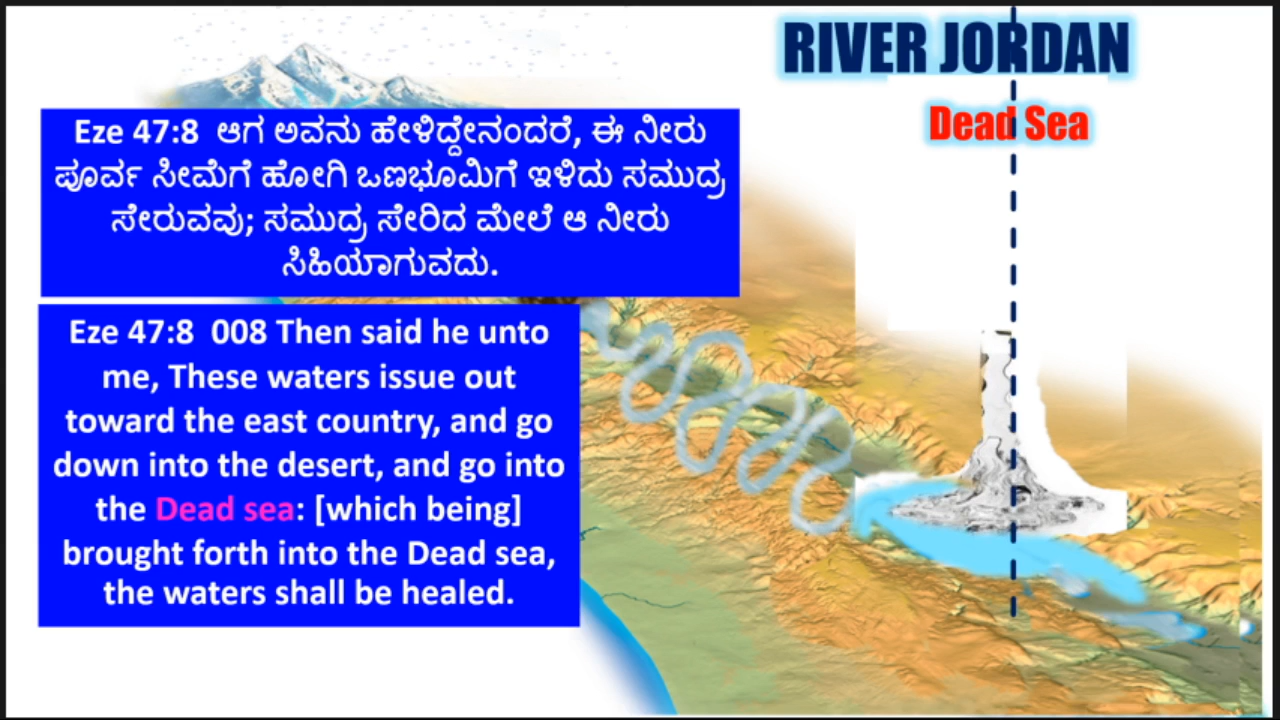 RIVER JORDAN
Dead Sea
Eze 47:8 ಆಗ ಅವನು ಹೇಳಿದ್ದೇನಂದರೆ, ಈ ನೀರು
ಪೂರ್ವ ಸೀಮೆಗೆ ಹೋಗಿ ಒಣಭೂಮಿಗೆ ಇಳಿದು ಸಮುದ್ರ
ಸೇರುವವು; ಸಮುದ್ರ ಸೇರಿದ ಮೇಲೆ ಆ ನೀರು
ಸಿಹಿಯಾಗುವದು.
Eze 47:8 008 Then said he unto
me, These waters issue out
toward the east country, and go
down into the desert, and go into
the Dead sea: [which being]
brought forth into the Dead sea,
the waters shall be healed.